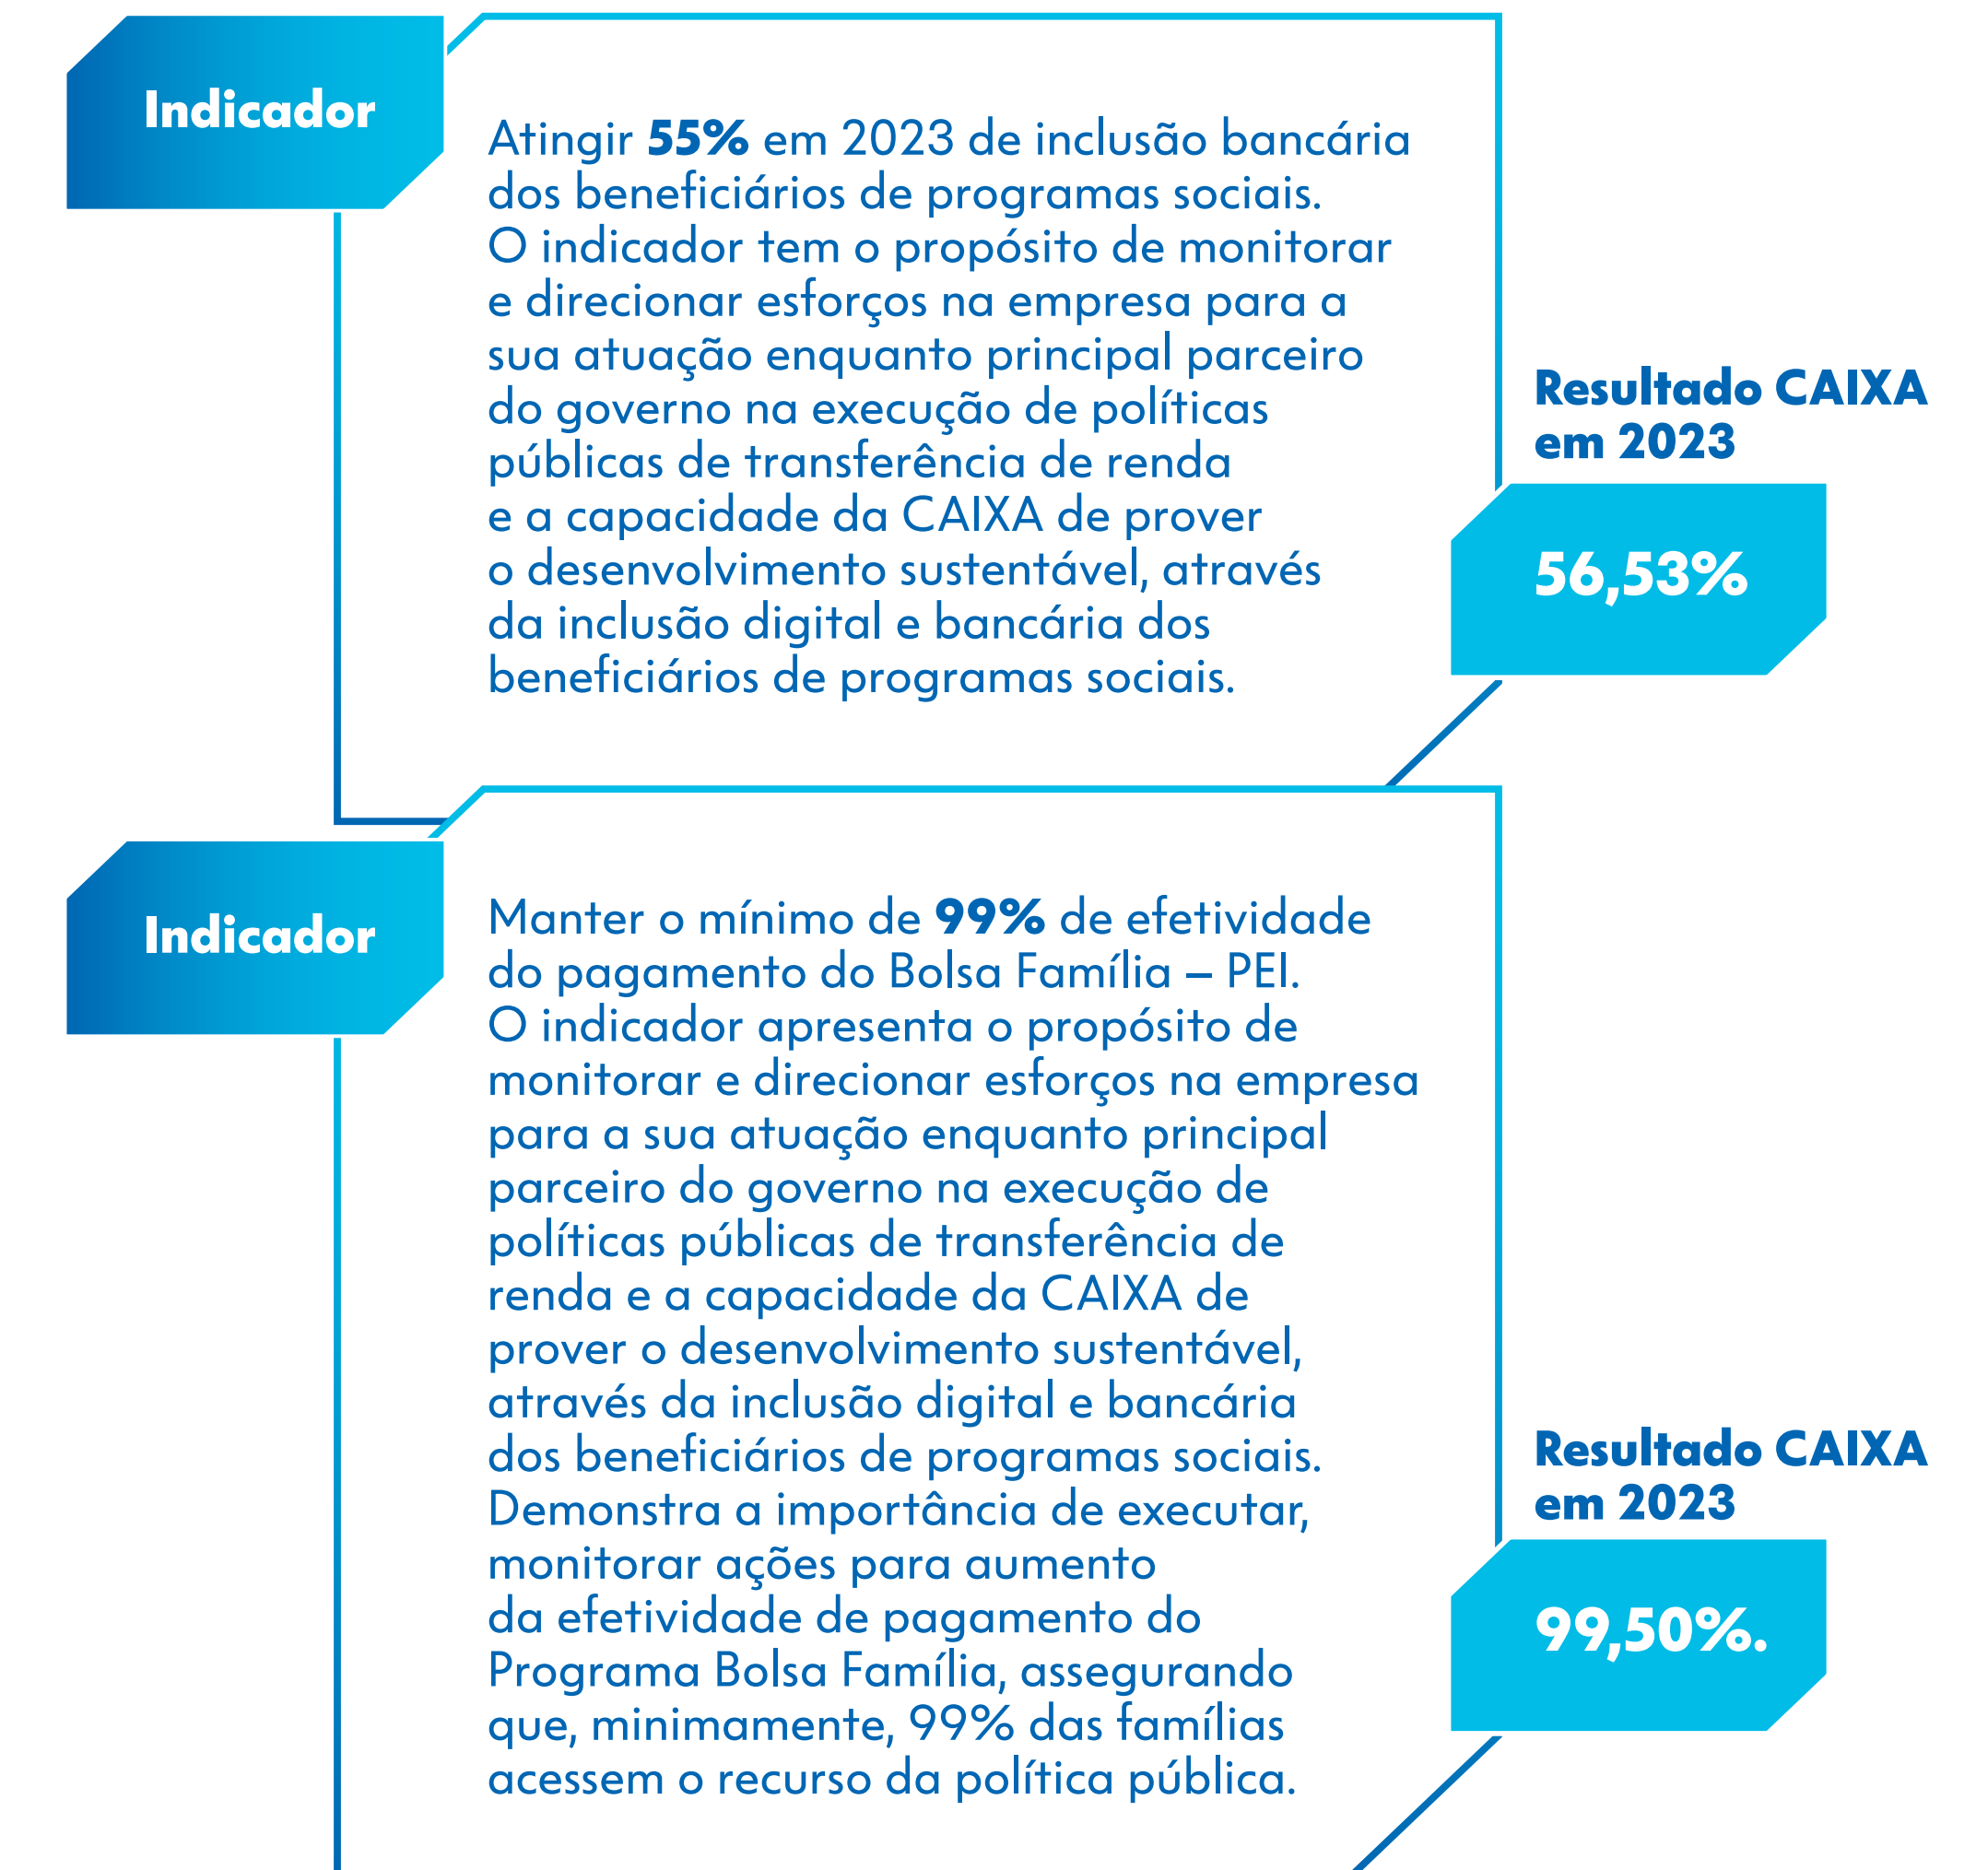 Indicador
Atingir 55% em 2023 de inclusão bancária
dos beneficiários de programas sociais.
O indicador tem o propósito de monitorar
e direcionar esforços na empresa para a
sua atuação enquanto principal parceiro
do governo na execução de políticas
públicas de transferência de renda
e a capacidade da CAIXA de prover
o desenvolvimento sustentável, através
da inclusão digital e bancária dos
beneficiários de programas sociais.
Resultado CAIXA
em 2023
56,53%
Indicador
Manter o mínimo de 99% de efetividade
do pagamento do Bolsa Família – PEI.
O indicador apresenta o propósito de
monitorar e direcionar esforços na empresa
para a sua atuação enquanto principal
parceiro do governo na execução de
políticas públicas de transferência de
renda e a capacidade da CAIXA de
prover o desenvolvimento sustentável,
através da inclusão digital e bancária
dos beneficiários de programas sociais.
Demonstra a importância de executar,
monitorar ações para aumento
da efetividade de pagamento do
Programa Bolsa Família, assegurando
que, minimamente, 99% das famílias
acessem o recurso da política pública.
Resultado CAIXA
em 2023
99,50%.